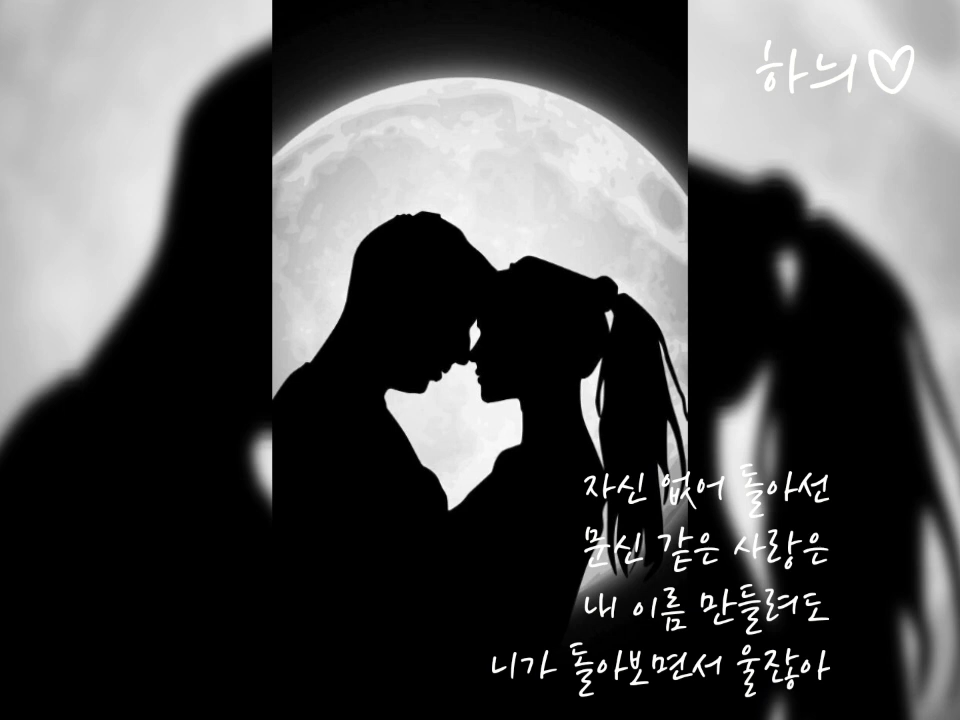 하늬♡
자신 없어 돌아선
문신 같은 사랑은
내 이름 만들려도
니가 돌아보면서 울잖아